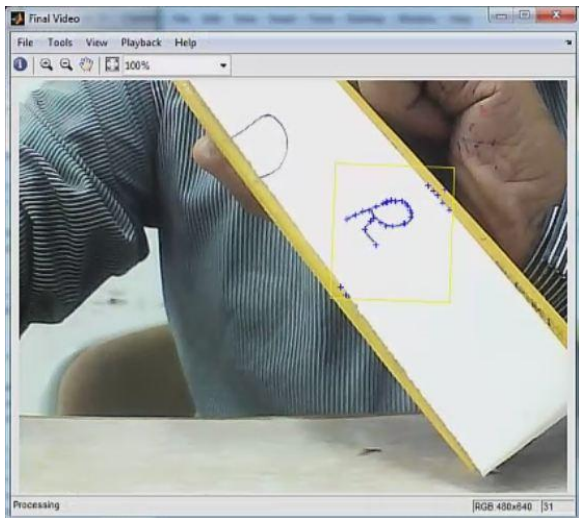 Final Video
File Tools View Playback Help
100%
D
R
Processing
RGB 480x640 31